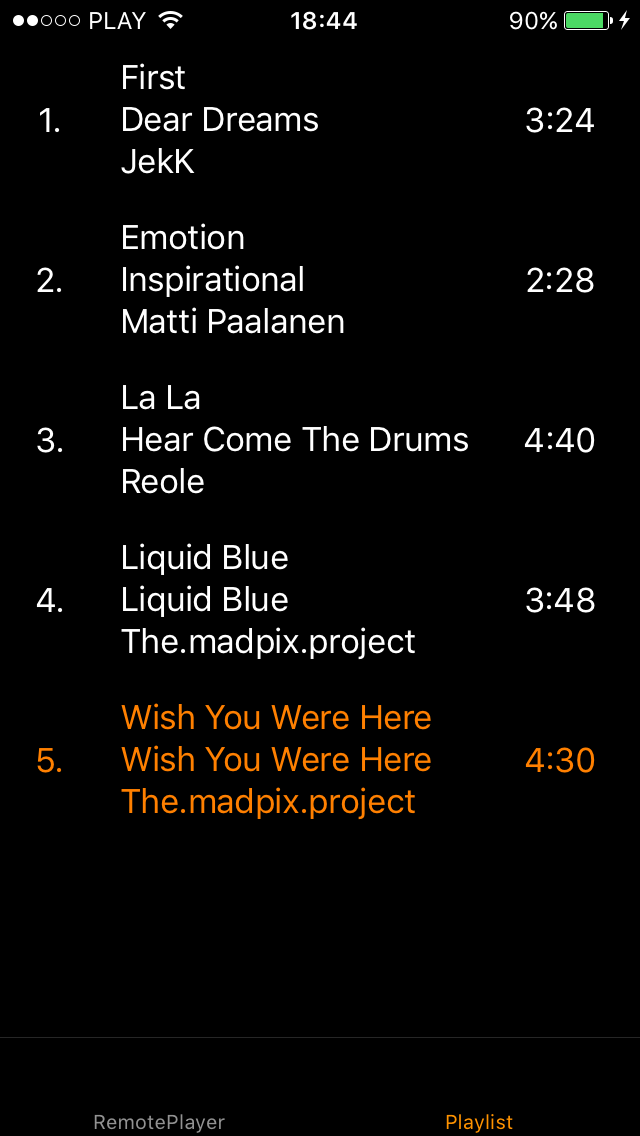 PLAY 18:44 90%
First
1. Dear Dreams 3:24
JekK
Emotion
2. Inspirational 2:28
Matti Paalanen
La La
3. Hear Come The Drums 4:40
Reole
Liquid Blue
4. Liquid Blue 3:48
The.madpix.project
Wish You Were Here
5. Wish You Were Here 4:30
The.madpix.project
RemotePlayer Playlist